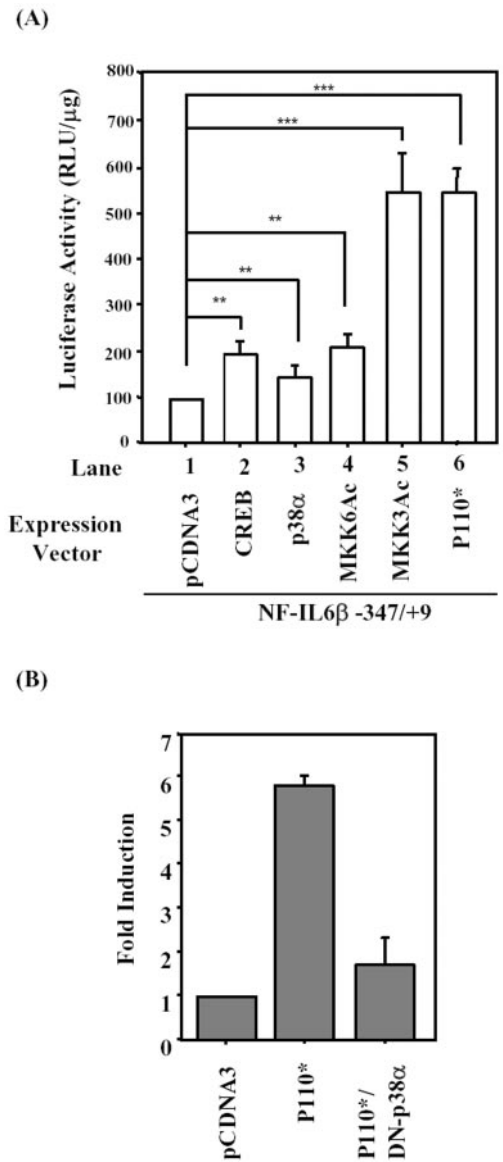 (A)
Luciferase Activity (RLU/μg)
800
700
600
500
400
300
200
100
0
***
***
**
**
**
Lane 1 2 3 4 5 6
Expression
Vector
pCDNA3
CREB
p38α
MKK6Ac
MKK3Ac
P110*
NF-IL6β -347/+9
(B)
Fold Induction
7
6
5
4
3
2
1
0
pCDNA3
P110*
P110*/
DN-p38α